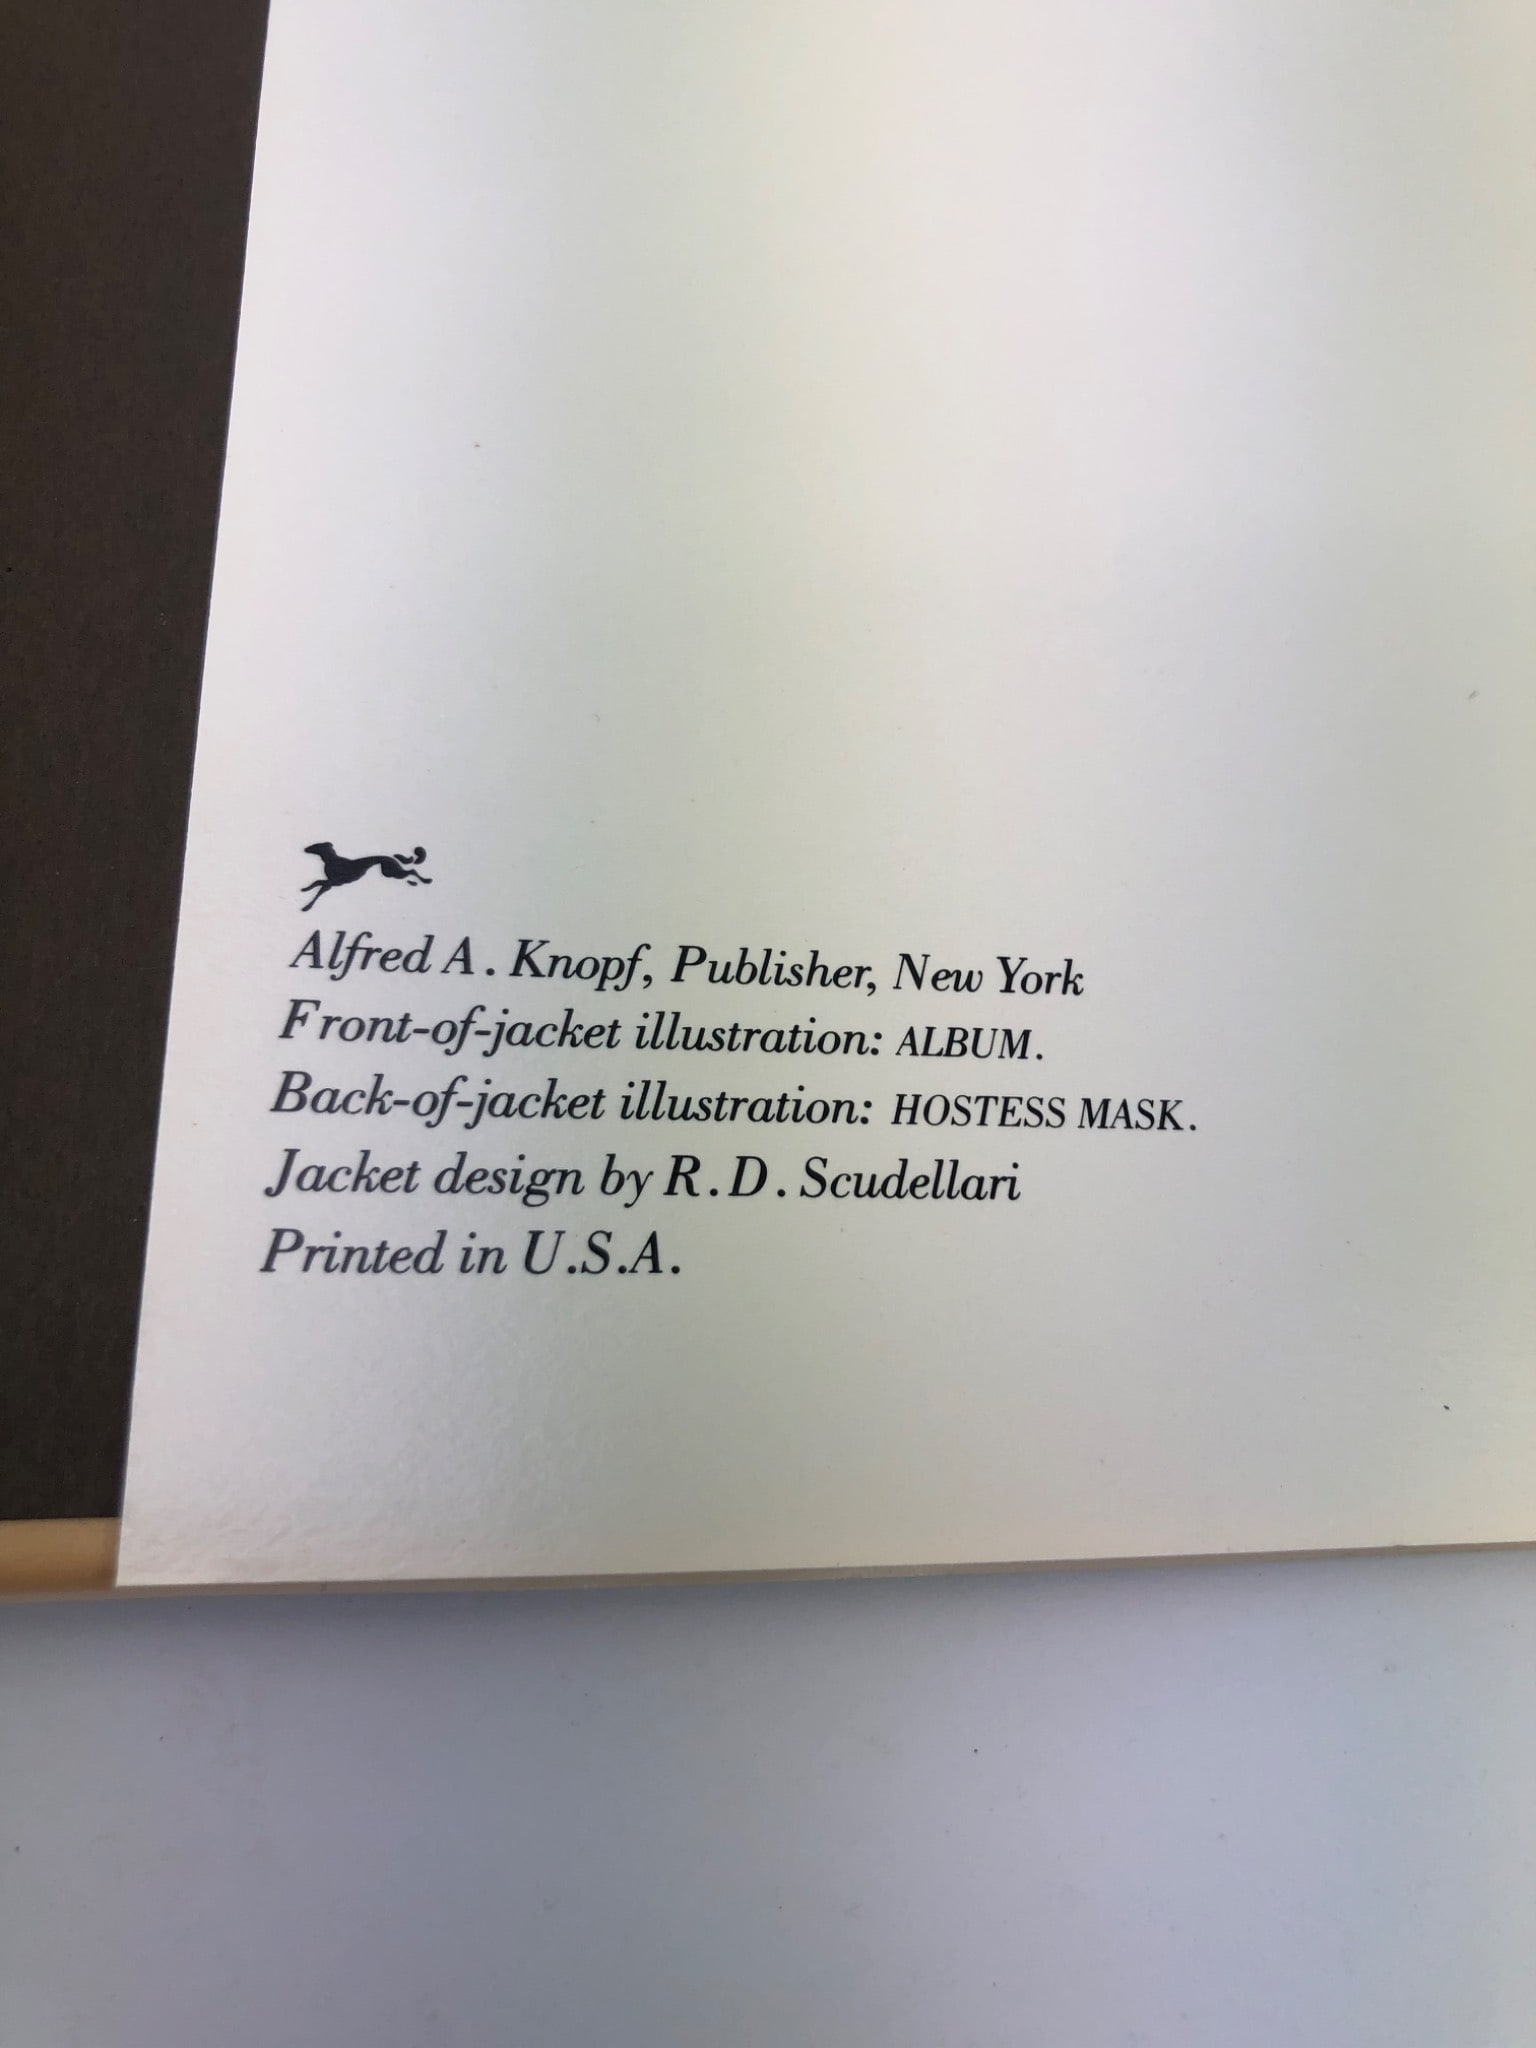 Alfred A. Knopf, Publisher, New York
Front-of-jacket illustration: ALBUM.
Back-of-jacket illustration: HOSTESS MASK.
Jacket design by R.D. Scudellari
Printed in U.S.A.